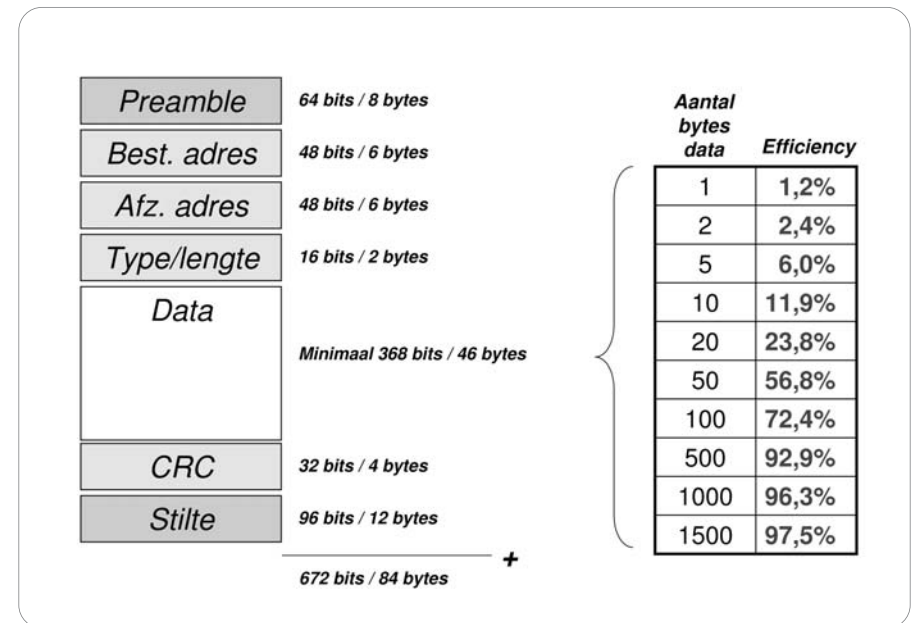 Preamble 64 bits / 8 bytes
Best. adres 48 bits / 6 bytes
Afz. adres 48 bits / 6 bytes
Type/lengte 16 bits / 2 bytes
Data
Minimaal 368 bits / 46 bytes
CRC 32 bits / 4 bytes
Stilte 96 bits / 12 bytes
+
672 bits / 84 bytes
Aantal
bytes
data Efficiency
1 1,2%
2 2,4%
5 6,0%
10 11,9%
20 23,8%
50 56,8%
100 72,4%
500 92,9%
1000 96,3%
1500 97,5%